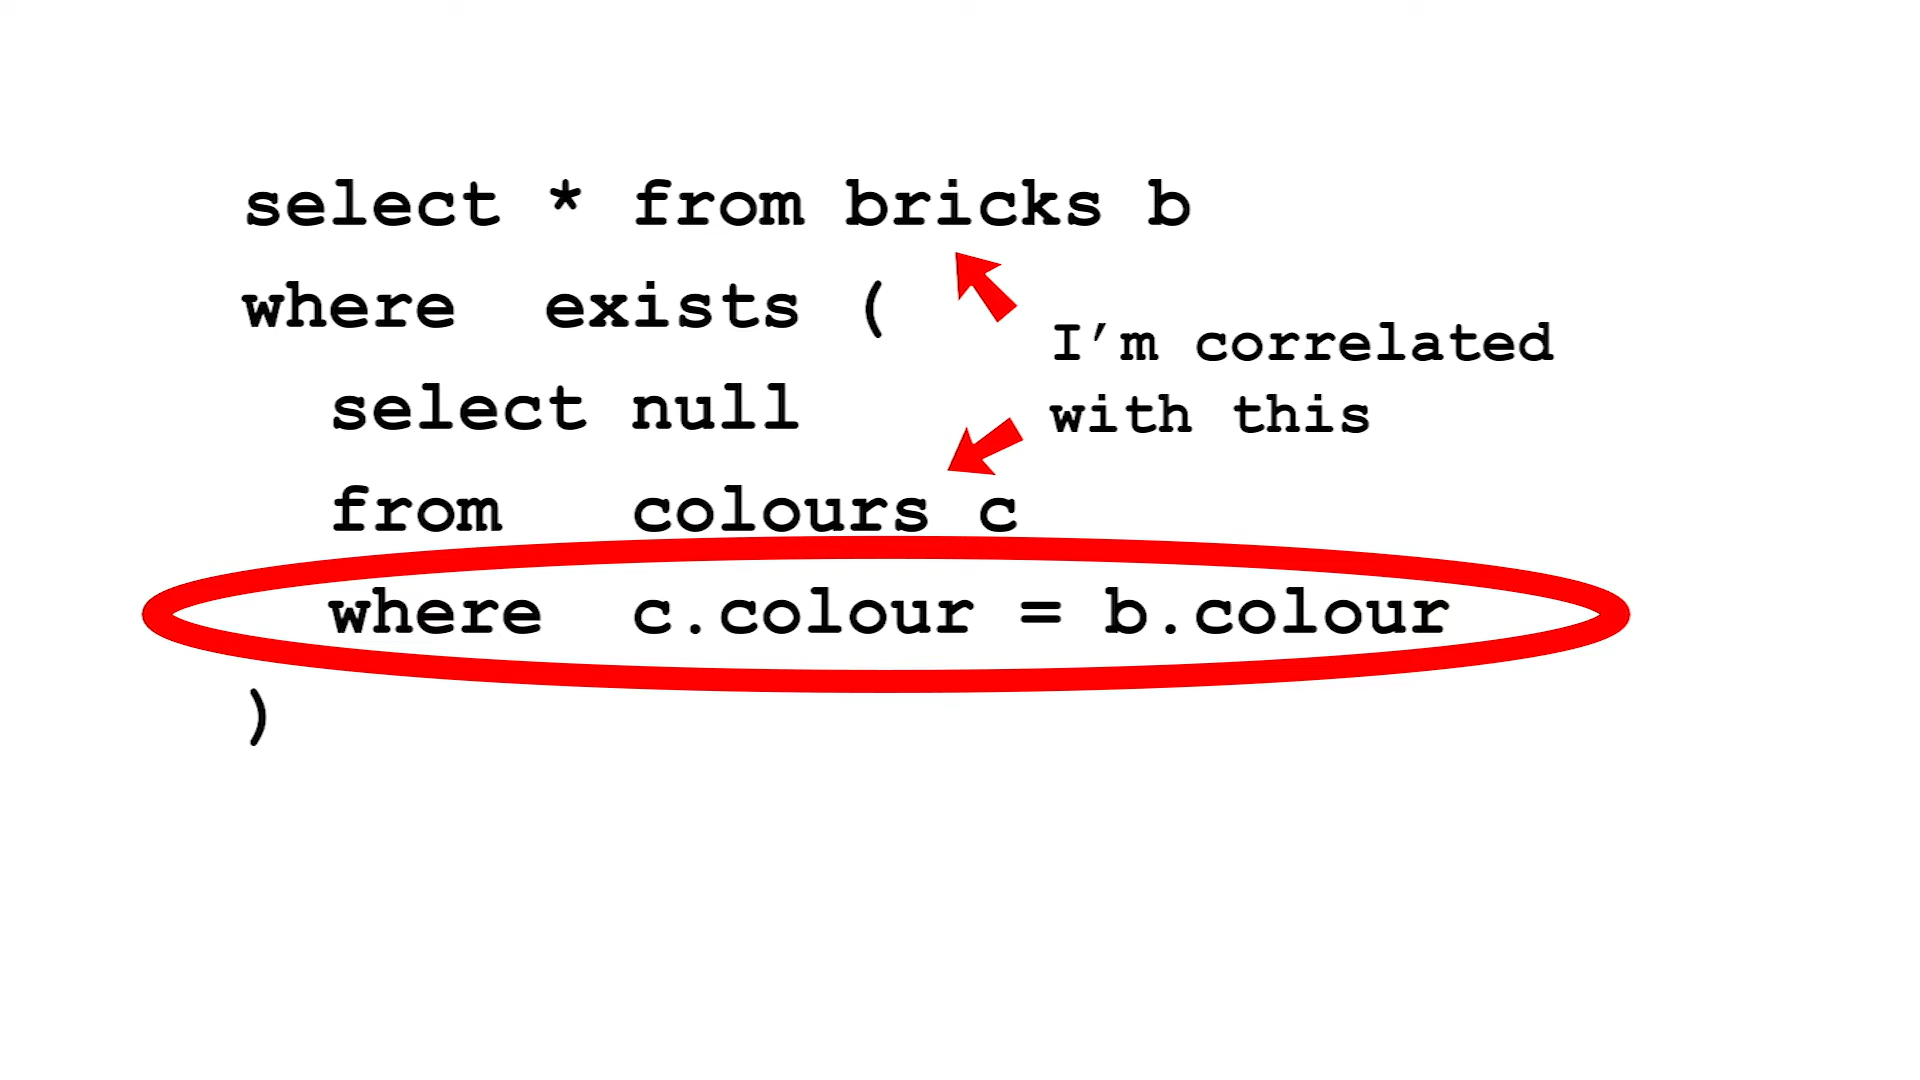 select * from bricks b
where  exists (
select null
from   colours c
where  c.colour = b.colour
)
I’m correlated
with this